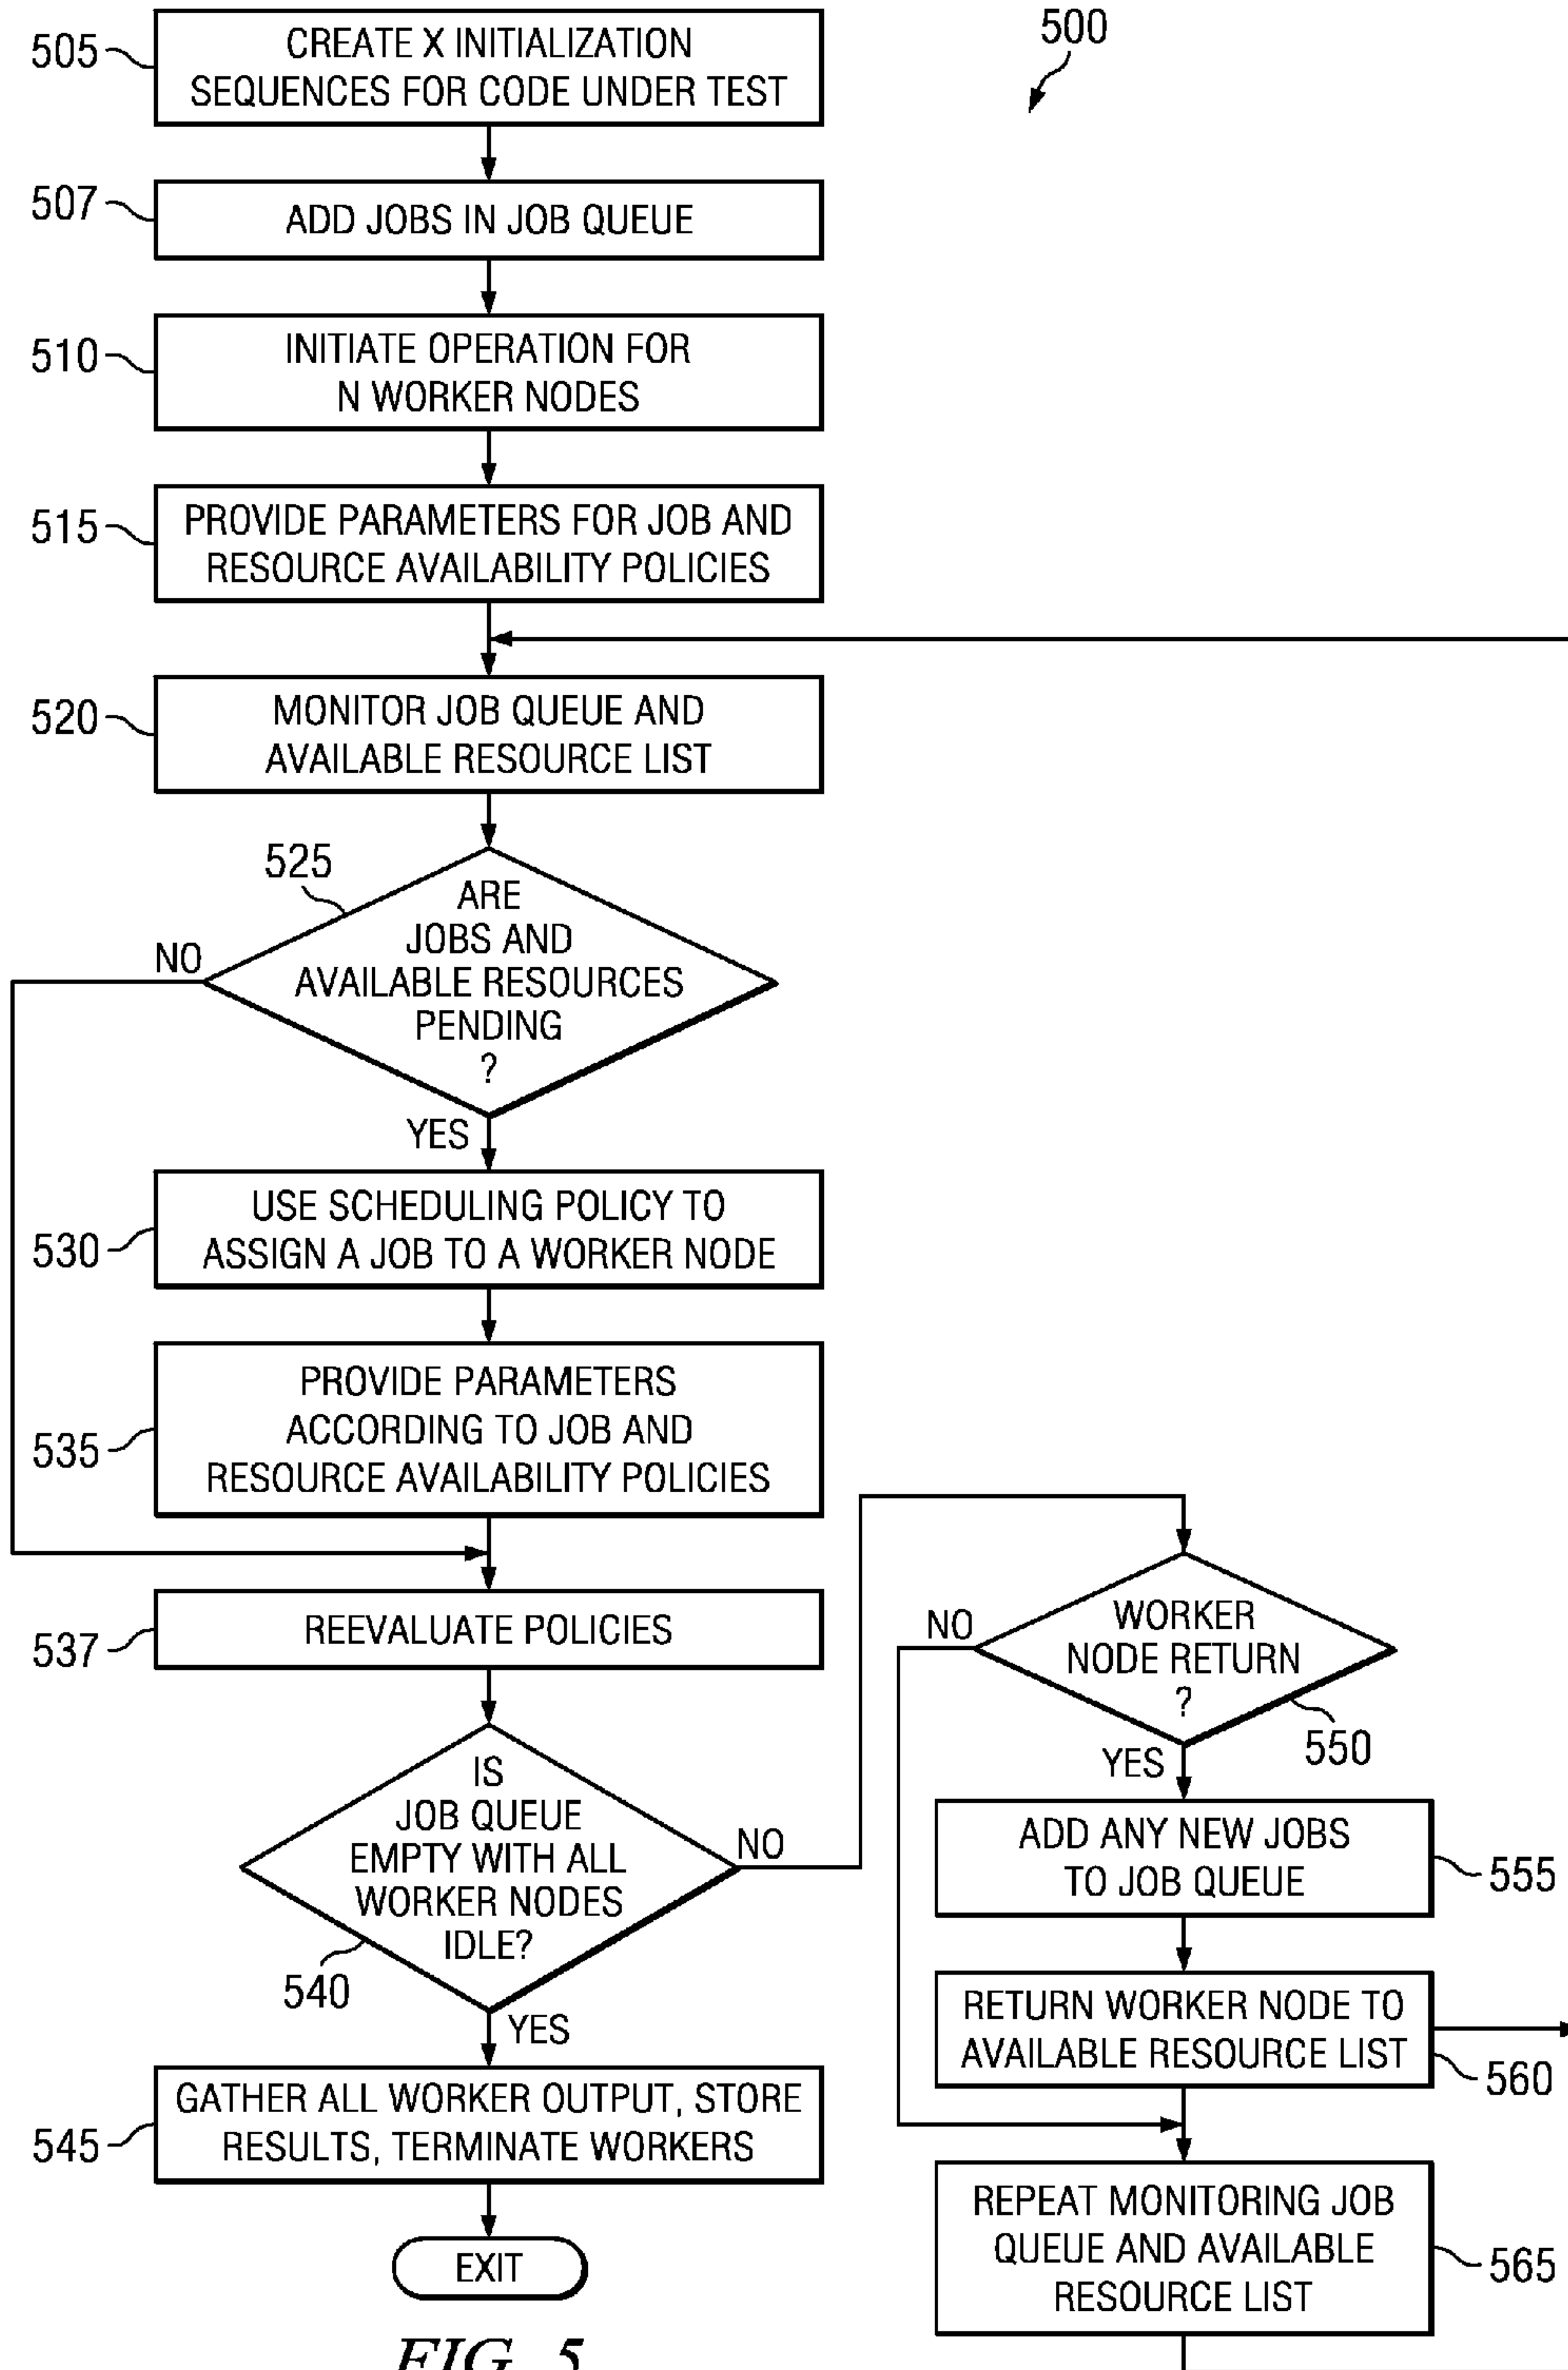 500
505
CREATE X INITIALIZATION
SEQUENCES FOR CODE UNDER TEST
507
ADD JOBS IN JOB QUEUE
510
INITIATE OPERATION FOR
N WORKER NODES
515
PROVIDE PARAMETERS FOR JOB AND
RESOURCE AVAILABILITY POLICIES
520
MONITOR JOB QUEUE AND
AVAILABLE RESOURCE LIST
525
ARE
JOBS AND
AVAILABLE RESOURCES
PENDING
?
NO
YES
530
USE SCHEDULING POLICY TO
ASSIGN A JOB TO A WORKER NODE
535
PROVIDE PARAMETERS
ACCORDING TO JOB AND
RESOURCE AVAILABILITY POLICIES
537
REEVALUATE POLICIES
IS
JOB QUEUE
EMPTY WITH ALL
WORKER NODES
IDLE?
540
NO
YES
545
GATHER ALL WORKER OUTPUT, STORE
RESULTS, TERMINATE WORKERS
EXIT
WORKER
NODE RETURN
?
550
NO
YES
ADD ANY NEW JOBS
TO JOB QUEUE
555
RETURN WORKER NODE TO
AVAILABLE RESOURCE LIST
560
REPEAT MONITORING JOB
QUEUE AND AVAILABLE
RESOURCE LIST
565
FIG. 5